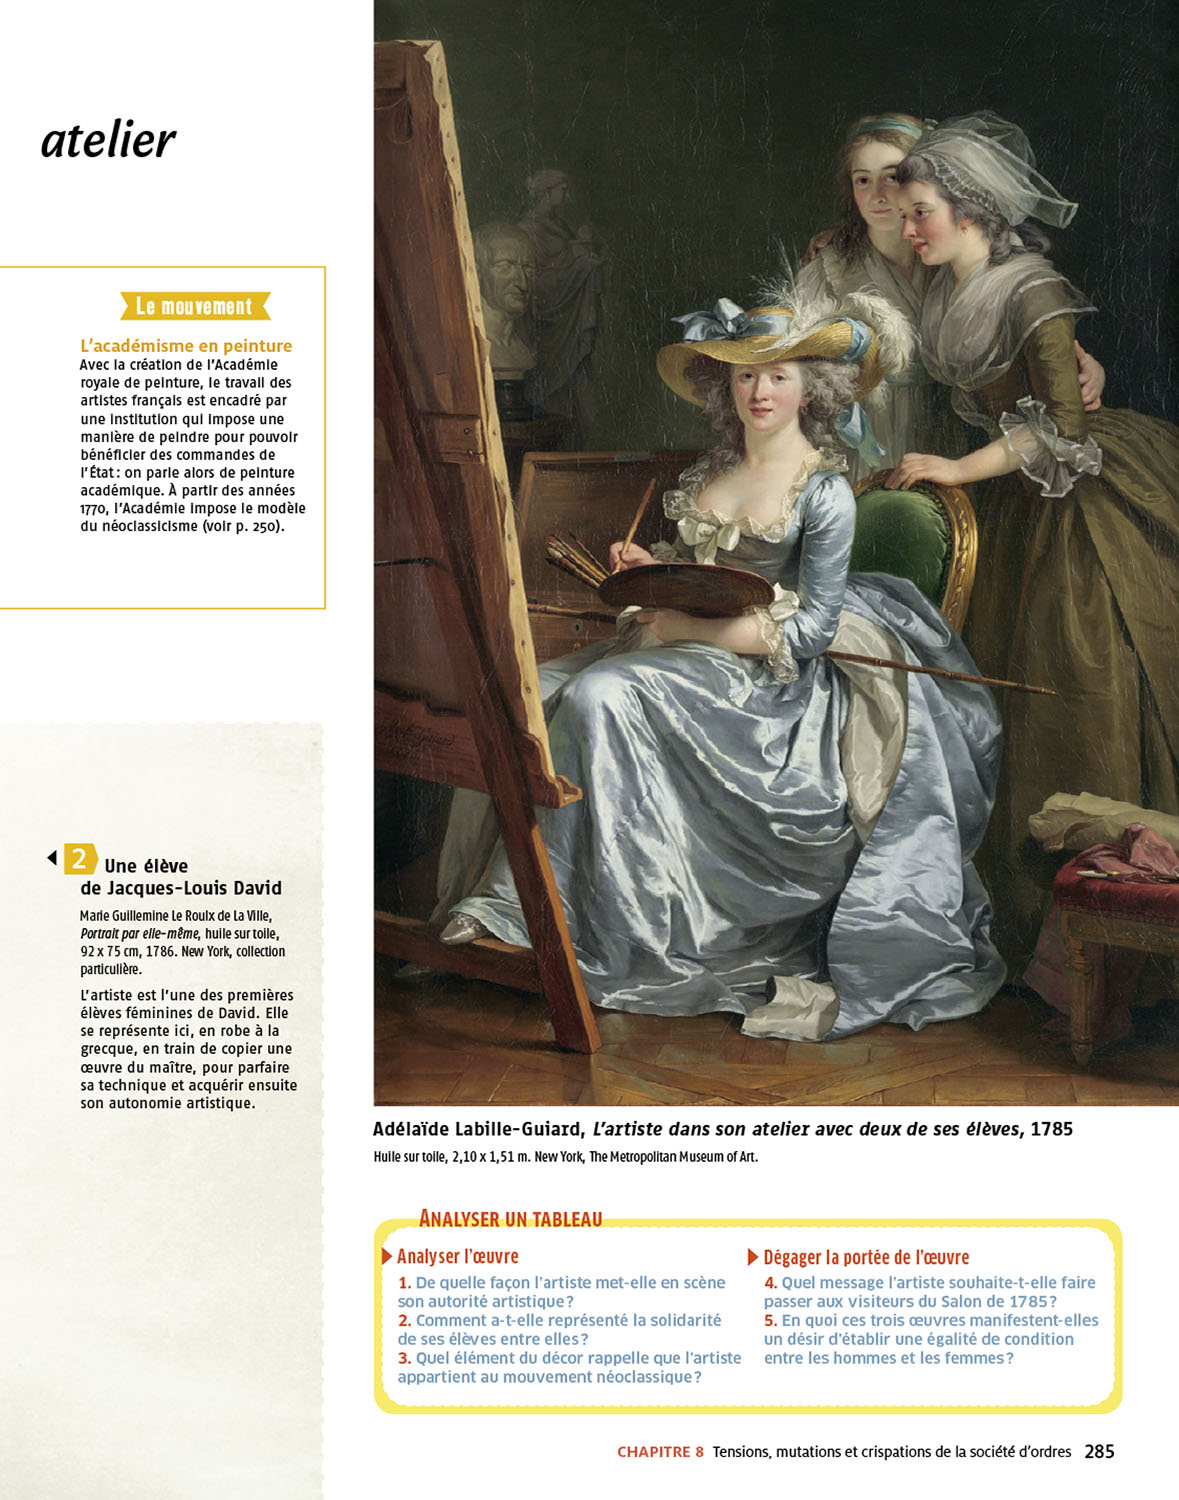 atelier
Le mouvement
L'académisme en peinture
Avec la création de l'Académie
royale de peinture, le travail des
artistes français est encadré par
une institution qui impose une
manière de peindre pour pouvoir
bénéficier des commandes de
l'État : on parle alors de peinture
académique. À partir des années
1770, l'Académie impose le modèle
du néoclassicisme (voir p. 250).
2 Une élève
de Jacques-Louis David
Marie Guillemine Le Roulx de La Ville,
Portrait par elle-même, huile sur toile,
92 x 75 cm, 1786. New York, collection
particulière.
L'artiste est l'une des premières
élèves féminines de David. Elle
se représente ici, en robe à la
grecque, en train de copier une
œuvre du maître, pour parfaire
sa technique et acquérir ensuite
son autonomie artistique.
Adélaïde Labille-Guiard, L'artiste dans son atelier avec deux de ses élèves, 1785
Huile sur toile, 2,10 x 1,51 m. New York, The Metropolitan Museum of Art.
ANALYSER UN TABLEAU
Analyser l'œuvre
1. De quelle façon l'artiste met-elle en scène
son autorité artistique ?
2. Comment a-t-elle représenté la solidarité
de ses élèves entre elles ?
3. Quel élément du décor rappelle que l'artiste
appartient au mouvement néoclassique ?
Dégager la portée de l'œuvre
4. Quel message l'artiste souhaite-t-elle faire
passer aux visiteurs du Salon de 1785 ?
5. En quoi ces trois œuvres manifestent-elles
un désir d'établir une égalité de condition
entre les hommes et les femmes ?
CHAPITRE 8 Tensions, mutations et crispations de la société d'ordres 285